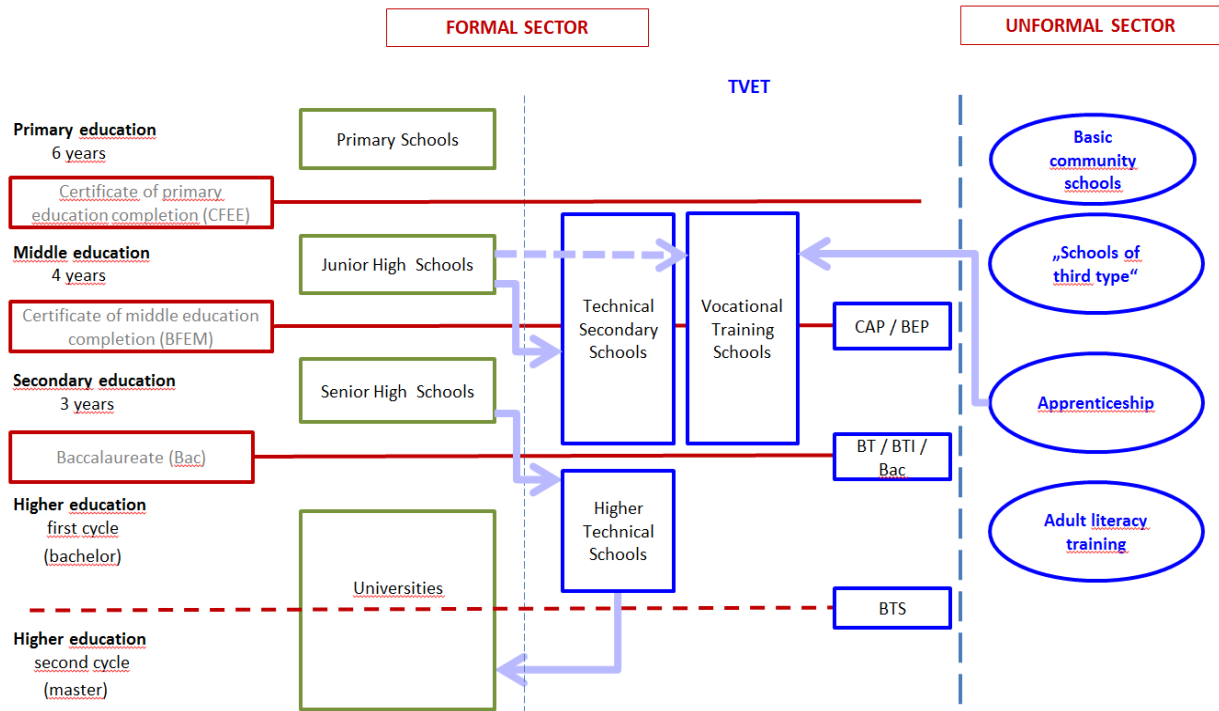 FORMAL SECTOR
UNFORMAL SECTOR
TVET
Primary education
6 years
Primary Schools
Basic
community
schools
Certificate of primary
education completion (CFEE)
Middle education
4 years
Junior High Schools
„Schools of
third type“
Certificate of middle education
completion (BFEM)
Technical
Secondary
Schools
Vocational
Training
Schools
CAP / BEP
Secondary education
3 years
Senior High Schools
Apprenticeship
Baccalaureate (Bac)
BT / BTI /
Bac
Higher education
first cycle
(bachelor)
Higher
Technical
Schools
Adult literacy
training
Universities
BTS
Higher education
second cycle
(master)